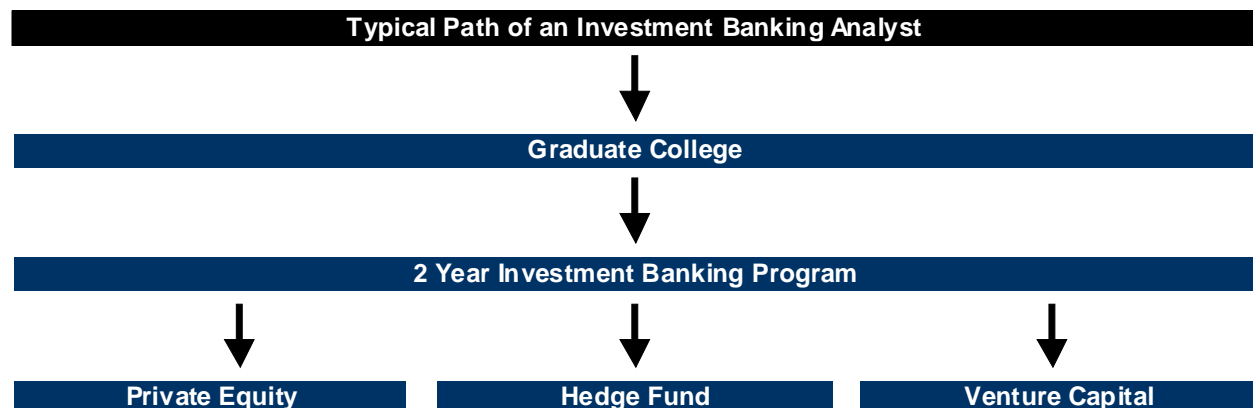 Typical Path of an Investment Banking Analyst
Graduate College
2 Year Investment Banking Program
Private Equity
Hedge Fund
Venture Capital